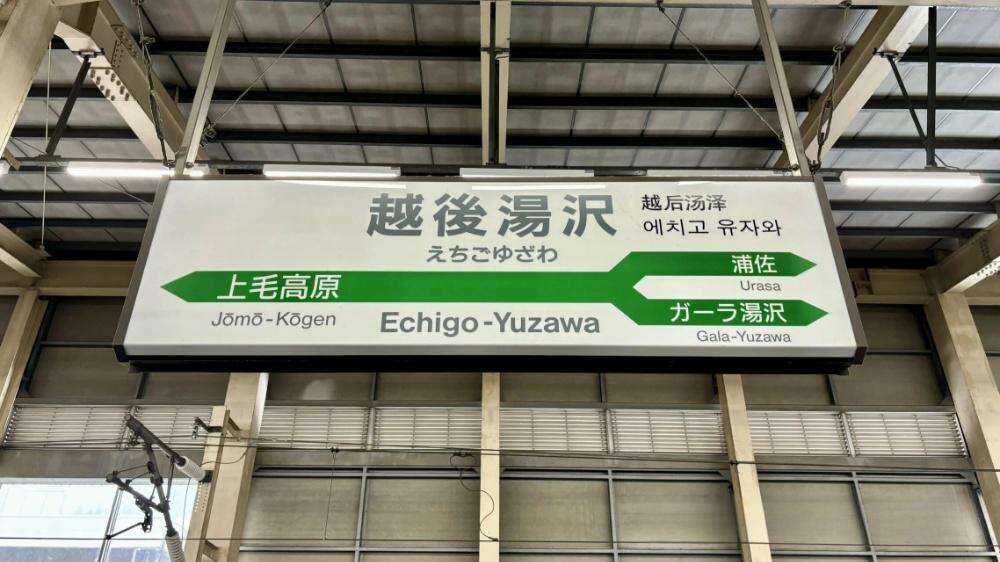 越後湯沢
越后汤泽
えちごゆざわ
에치고 유자와
上毛高原
Jōmō-Kōgen
Echigo-Yuzawa
浦佐
Urasa
ガーラ湯沢
Gala-Yuzawa